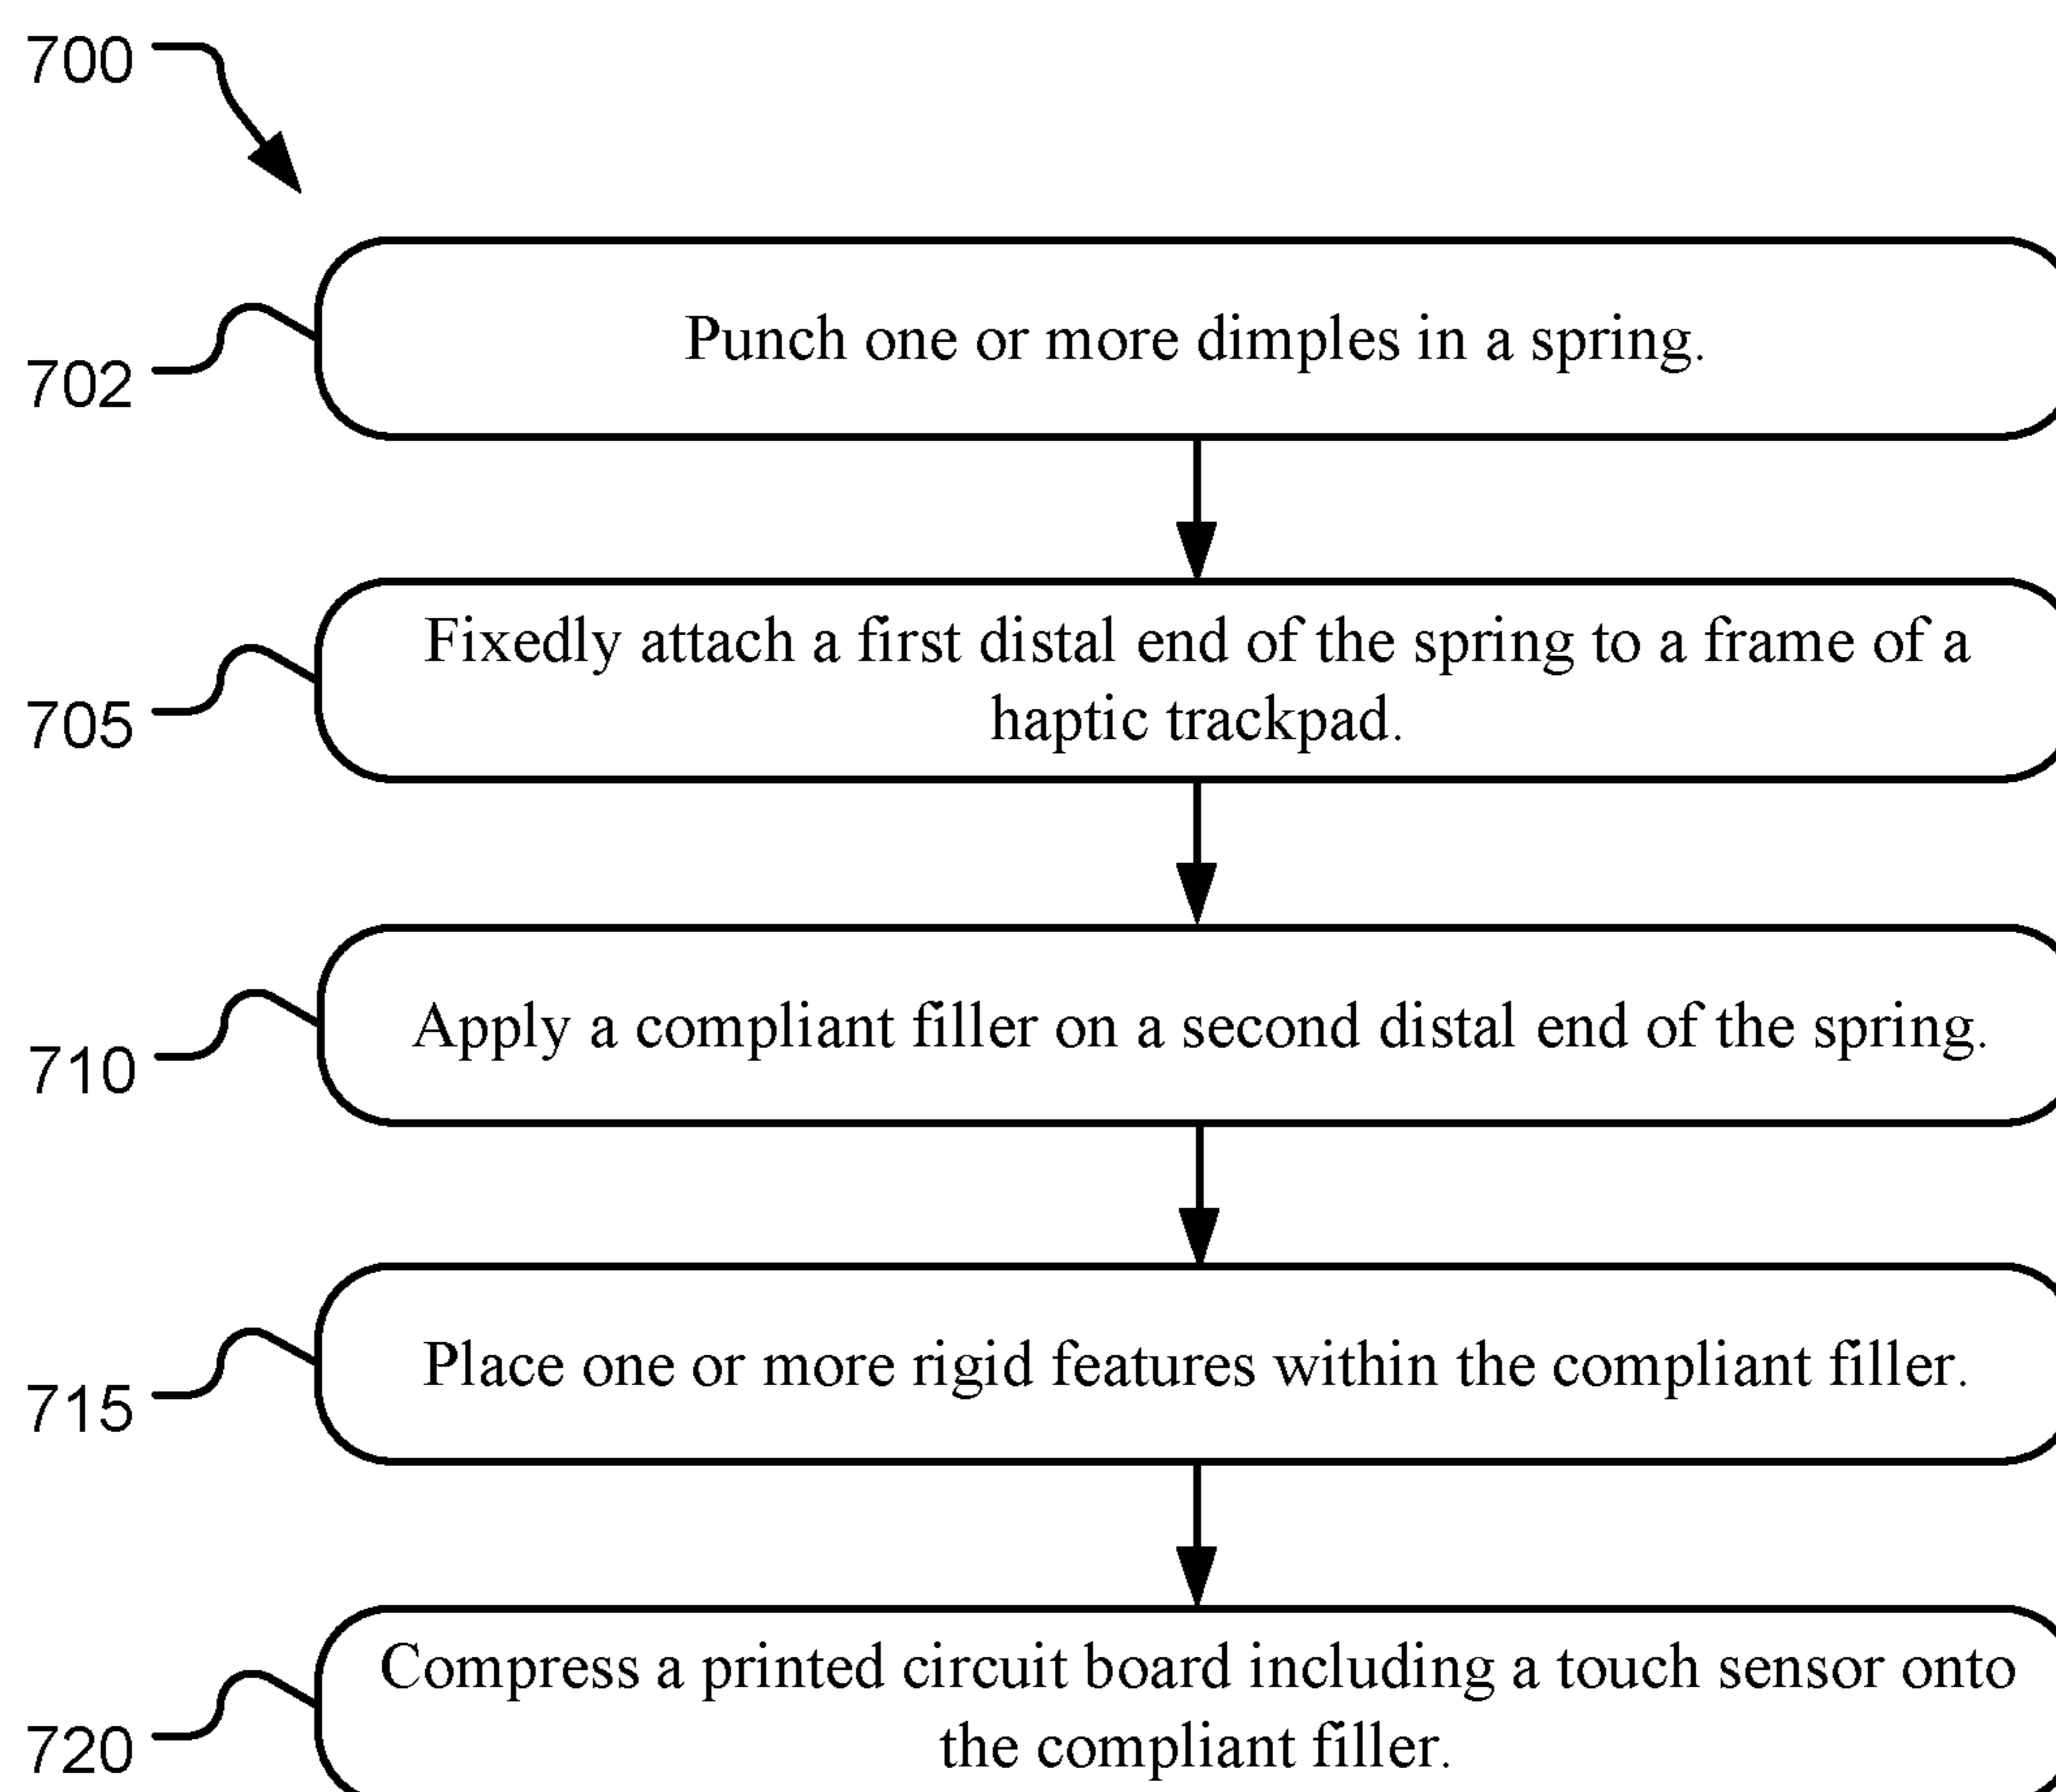 700
702
Punch one or more dimples in a spring.
705
Fixedly attach a first distal end of the spring to a frame of a
haptic trackpad.
710
Apply a compliant filler on a second distal end of the spring.
715
Place one or more rigid features within the compliant filler.
720
Compress a printed circuit board including a touch sensor onto
the compliant filler.